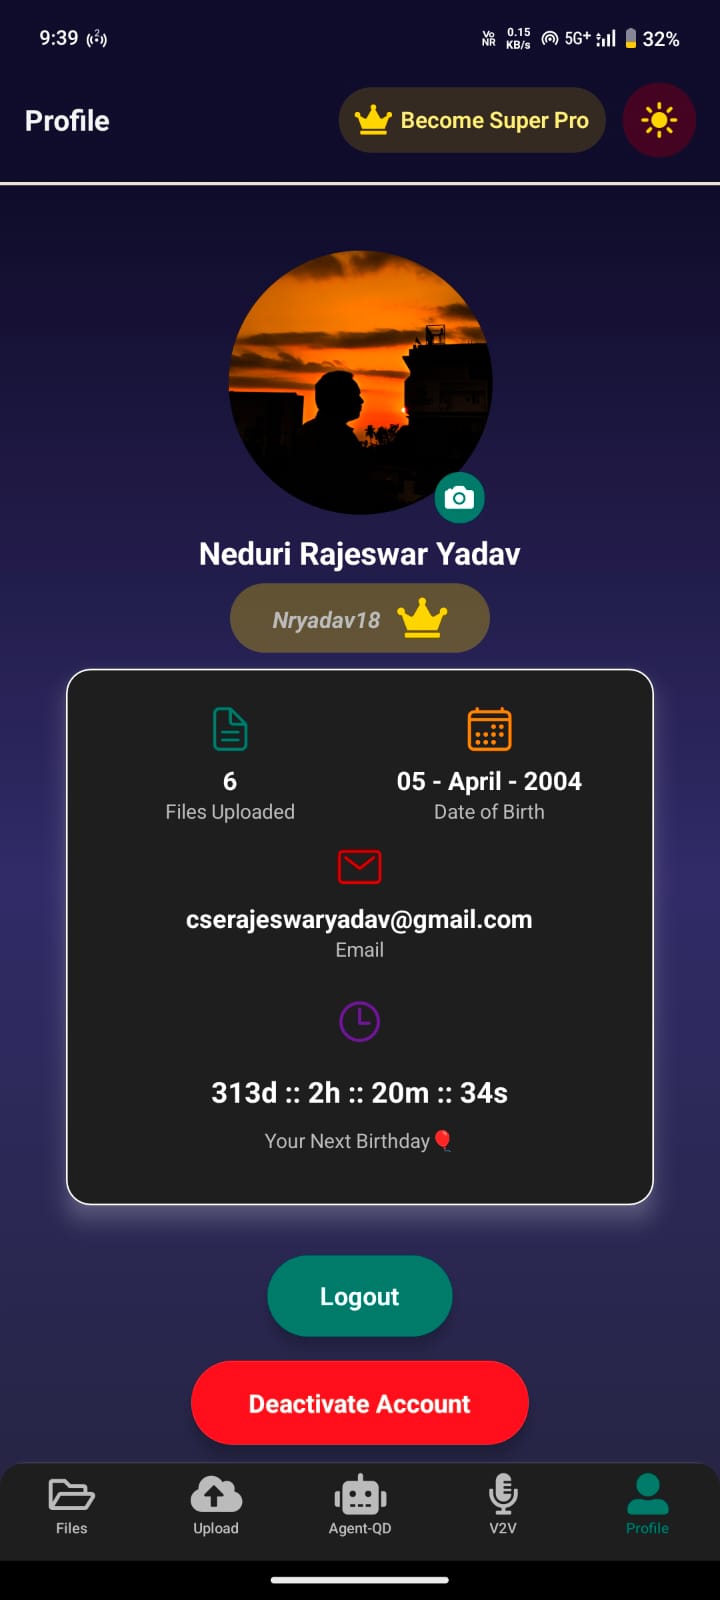 9:39
Vo NR 0.15 KB/s 5G+ 32%
Profile
Become Super Pro
Neduri Rajeswar Yadav
Nryadav18
6
Files Uploaded
05 - April - 2004
Date of Birth
cserajeswaryadav@gmail.com
Email
313d :: 2h :: 20m :: 34s
Your Next Birthday🎈
Logout
Deactivate Account
Files
Upload
Agent-QD
V2V
Profile